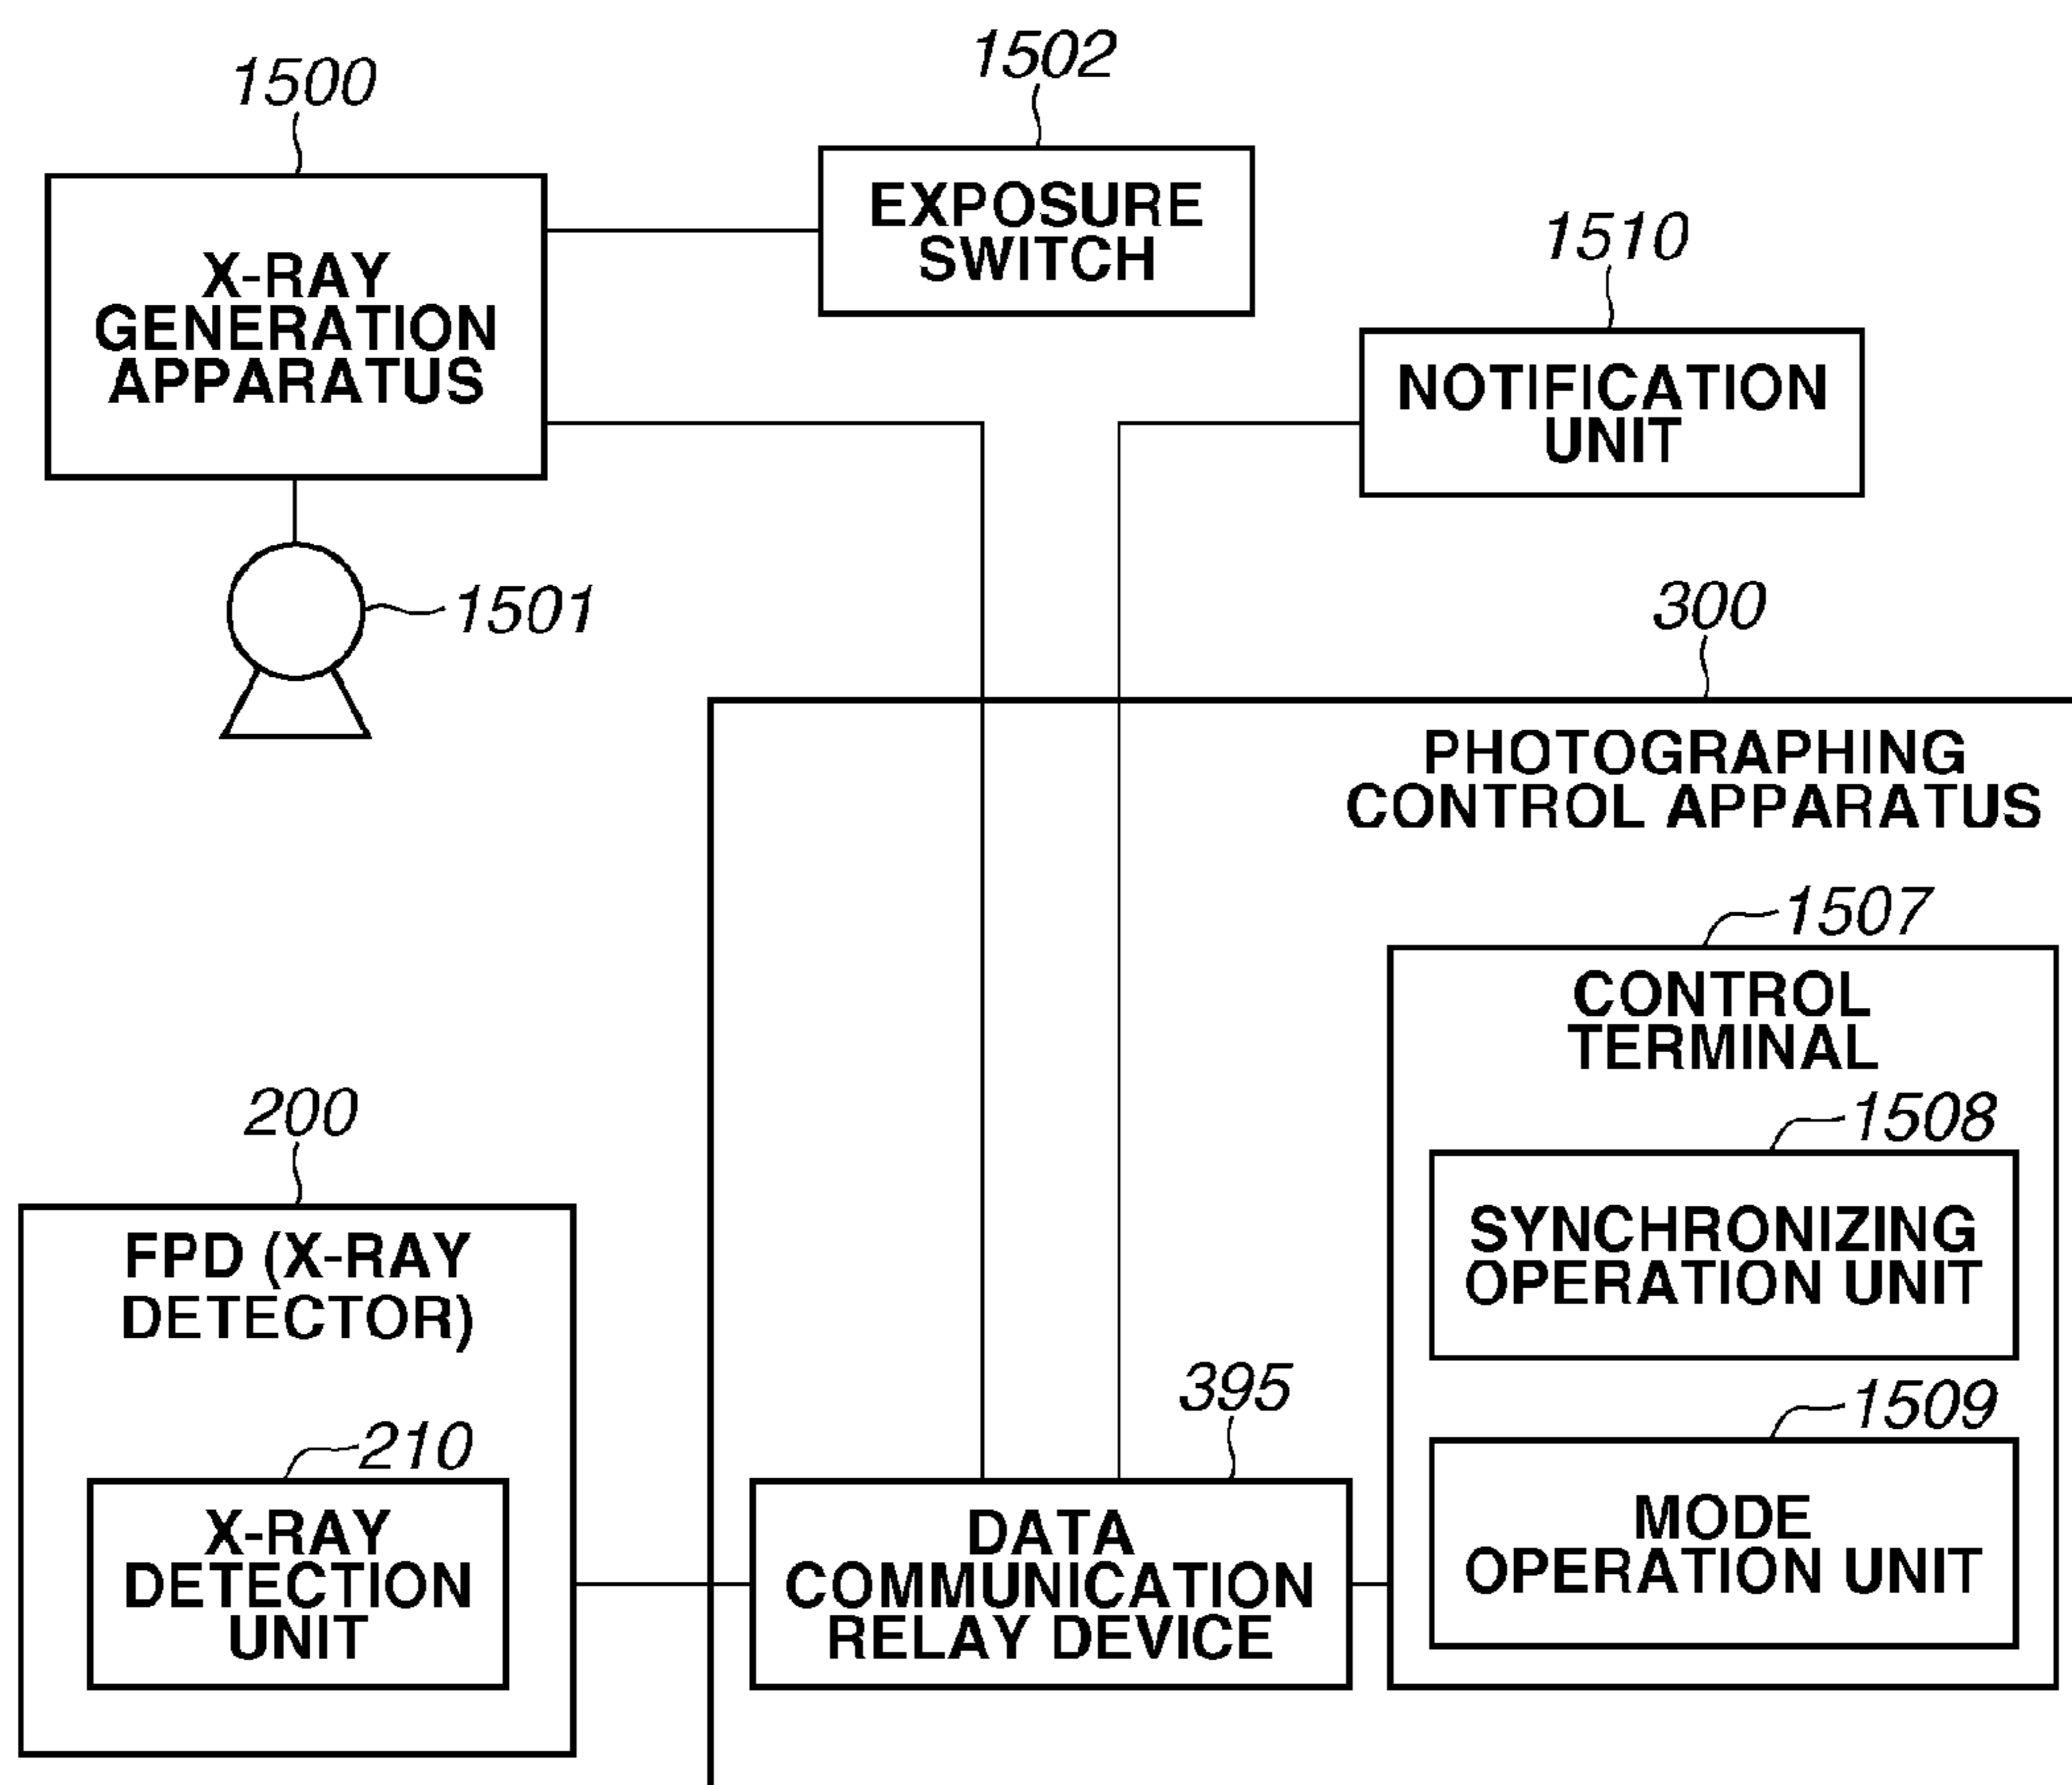 1500
X-RAY
GENERATION
APPARATUS
1502
EXPOSURE
SWITCH
1510
NOTIFICATION
UNIT
1501
300
PHOTOGRAPHING
CONTROL APPARATUS
1507
CONTROL
TERMINAL
1508
SYNCHRONIZING
OPERATION UNIT
1509
MODE
OPERATION UNIT
200
FPD (X-RAY
DETECTOR)
210
X-RAY
DETECTION
UNIT
395
DATA
COMMUNICATION
RELAY DEVICE